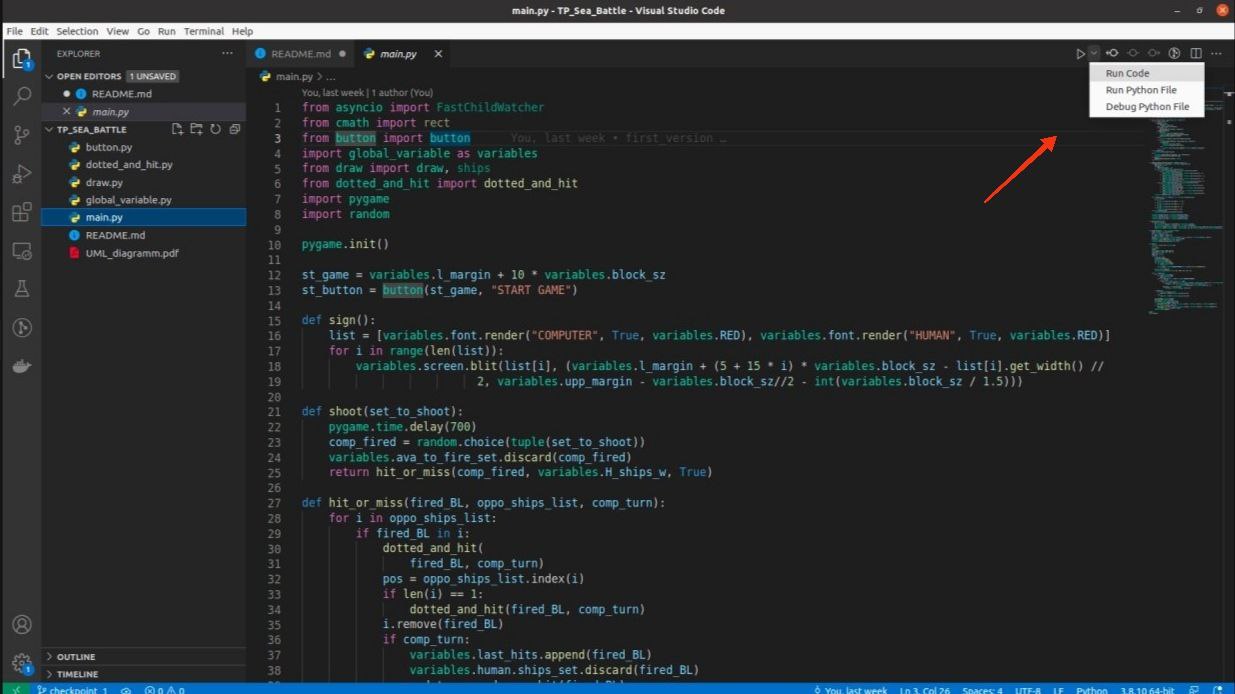 main.py - TP_Sea_Battle - Visual Studio Code
File Edit Selection View Go Run Terminal Help
EXPLORER
OPEN EDITORS 1 UNSAVED
README.md
main.py
TP_SEA_BATTLE
button.py
dotted_and_hit.py
draw.py
global_variable.py
main.py
README.md
UML_diagramm.pdf
OUTLINE
TIMELINE
README.md
main.py
main.py > ...
Run Code
Run Python File
Debug Python File
You, last week | 1 author (You)
1 from asyncio import FastChildWatcher
2 from cmath import rect
3 from button import button You, last week • first_version …
4 import global_variable as variables
5 from draw import draw, ships
6 from dotted_and_hit import dotted_and_hit
7 import pygame
8 import random
9
10 pygame.init()
11
12 st_game = variables.l_margin + 10 * variables.block_sz
13 st_button = button(st_game, "START GAME")
14
15 def sign():
16 list = [variables.font.render("COMPUTER", True, variables.RED), variables.font.render("HUMAN", True, variables.RED)]
17 for i in range(len(list)):
18 variables.screen.blit(list[i], (variables.l_margin + (5 + 15 * i) * variables.block_sz - list[i].get_width() //
19 2, variables.upp_margin - variables.block_sz//2 - int(variables.block_sz / 1.5)))
20
21 def shoot(set_to_shoot):
22 pygame.time.delay(700)
23 comp_fired = random.choice(tuple(set_to_shoot))
24 variables.ava_to_fire_set.discard(comp_fired)
25 return hit_or_miss(comp_fired, variables.H_ships_w, True)
26
27 def hit_or_miss(fired_BL, oppo_ships_list, comp_turn):
28 for i in oppo_ships_list:
29 if fired_BL in i:
30 dotted_and_hit(
31 fired_BL, comp_turn)
32 pos = oppo_ships_list.index(i)
33 if len(i) == 1:
34 dotted_and_hit(fired_BL, comp_turn)
35 i.remove(fired_BL)
36 if comp_turn:
37 variables.last_hits.append(fired_BL)
38 variables.human.ships_set.discard(fired_BL)
checkpoint_1 0 0 You, last week Ln 3, Col 26 Spaces: 4 UTF-8 LF Python 3.8.10 64-bit